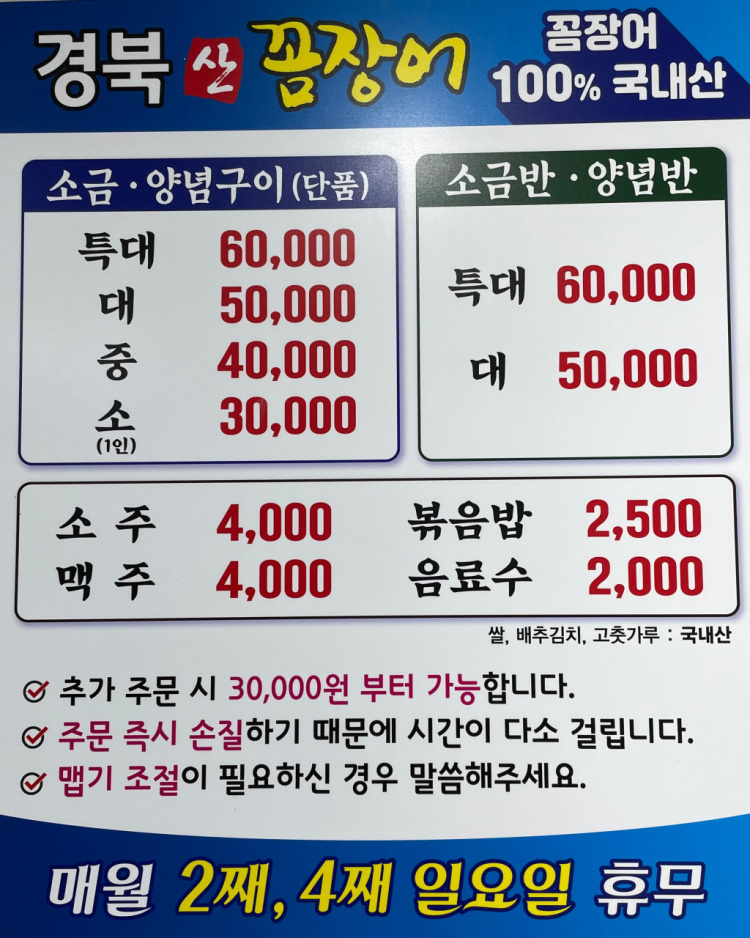 경북 산 꼼장어
꼼장어
100% 국내산
소금·양념구이(단품)
특대 60,000
대 50,000
중 40,000
소 30,000
(1인)
소금반·양념반
특대 60,000
대 50,000
소주 4,000 볶음밥 2,500
맥주 4,000 음료수 2,000
쌀, 배추김치, 고춧가루 : 국내산
추가 주문 시 30,000원 부터 가능합니다.
주문 즉시 손질하기 때문에 시간이 다소 걸립니다.
맵기 조절이 필요하신 경우 말씀해주세요.
매월 2째, 4째 일요일 휴무